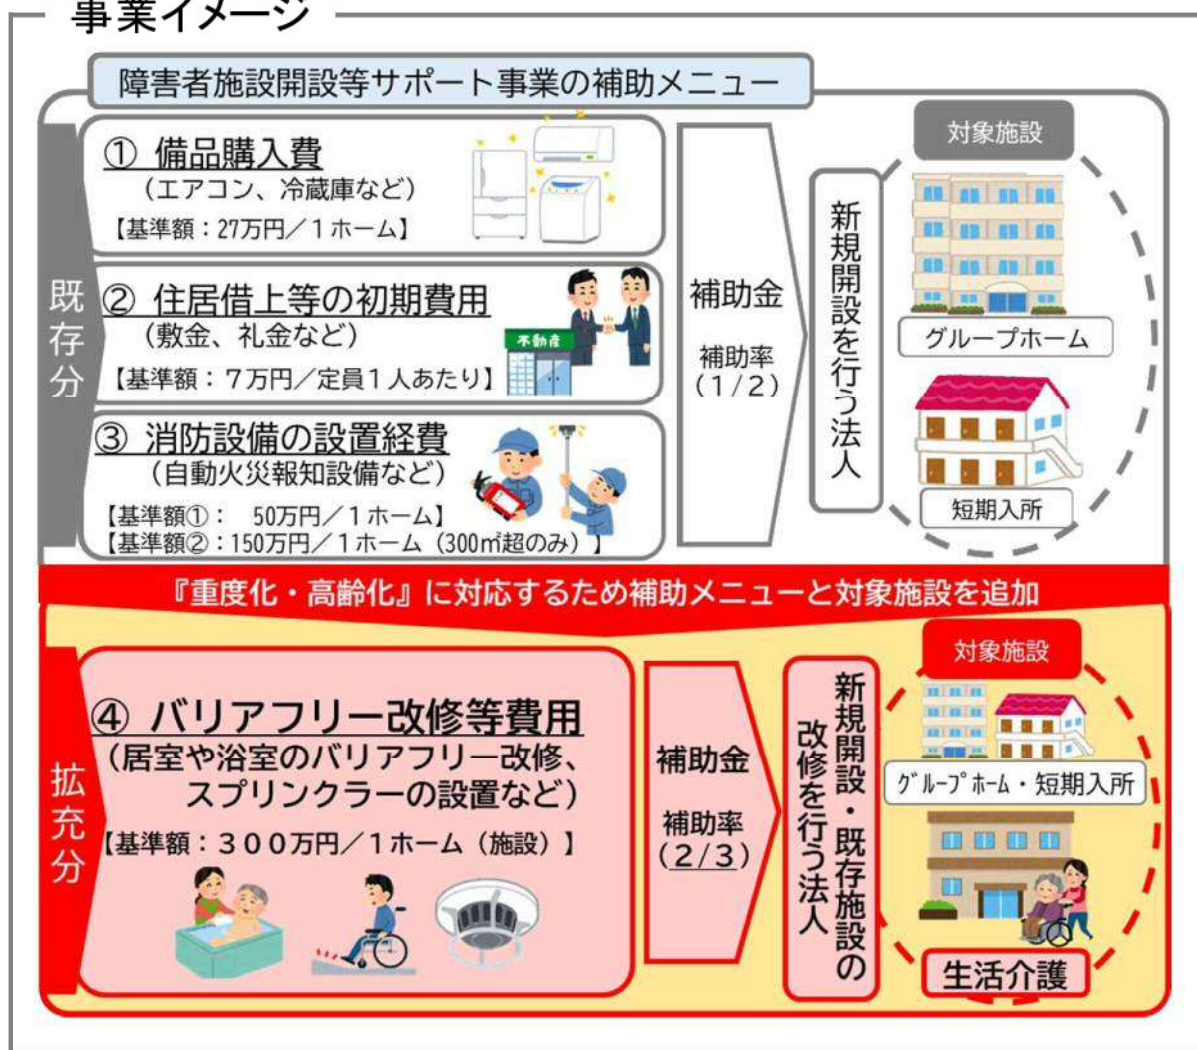 事業イメージ
障害者施設開設等サポート事業の補助メニュー
既存分
① 備品購入費
(エアコン、冷蔵庫など)
【基準額：27万円／1ホーム】
② 住居借上等の初期費用
(敷金、礼金など)
不動産
【基準額：７万円／定員１人あたり】
③ 消防設備の設置経費
(自動火災報知設備など)
【基準額①：　50万円／1ホーム】
【基準額②：150万円／1ホーム（300㎡超のみ）】
補助金
補助率
(１/２)
新規開設を行う法人
対象施設
グループホーム
短期入所
『重度化・高齢化』に対応するため補助メニューと対象施設を追加
拡充分
④ バリアフリー改修等費用
(居室や浴室のバリアフリー改修、
スプリンクラーの設置など)
【基準額：３００万円／1ホーム（施設）】
補助金
補助率
(２/３)
新規開設・既存施設の
改修を行う法人
対象施設
ｸﾞﾙｰﾌﾟﾎｰﾑ・短期入所
生活介護